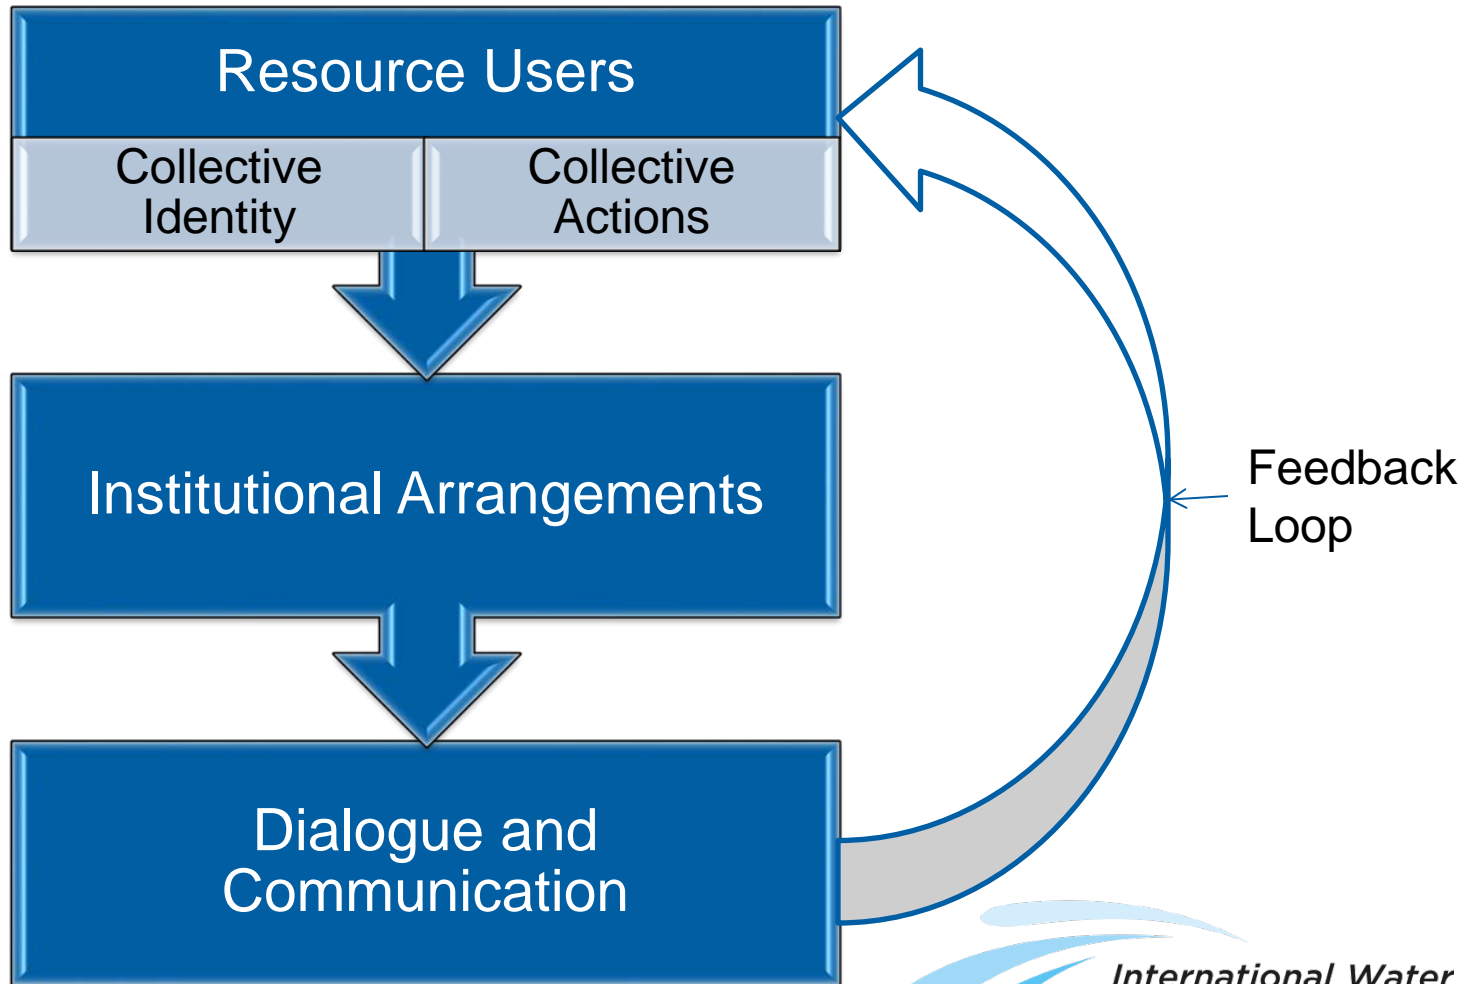 Resource Users
Collective
Identity
Collective
Actions
Institutional Arrangements
Feedback
Loop
Dialogue and
Communication
International Water